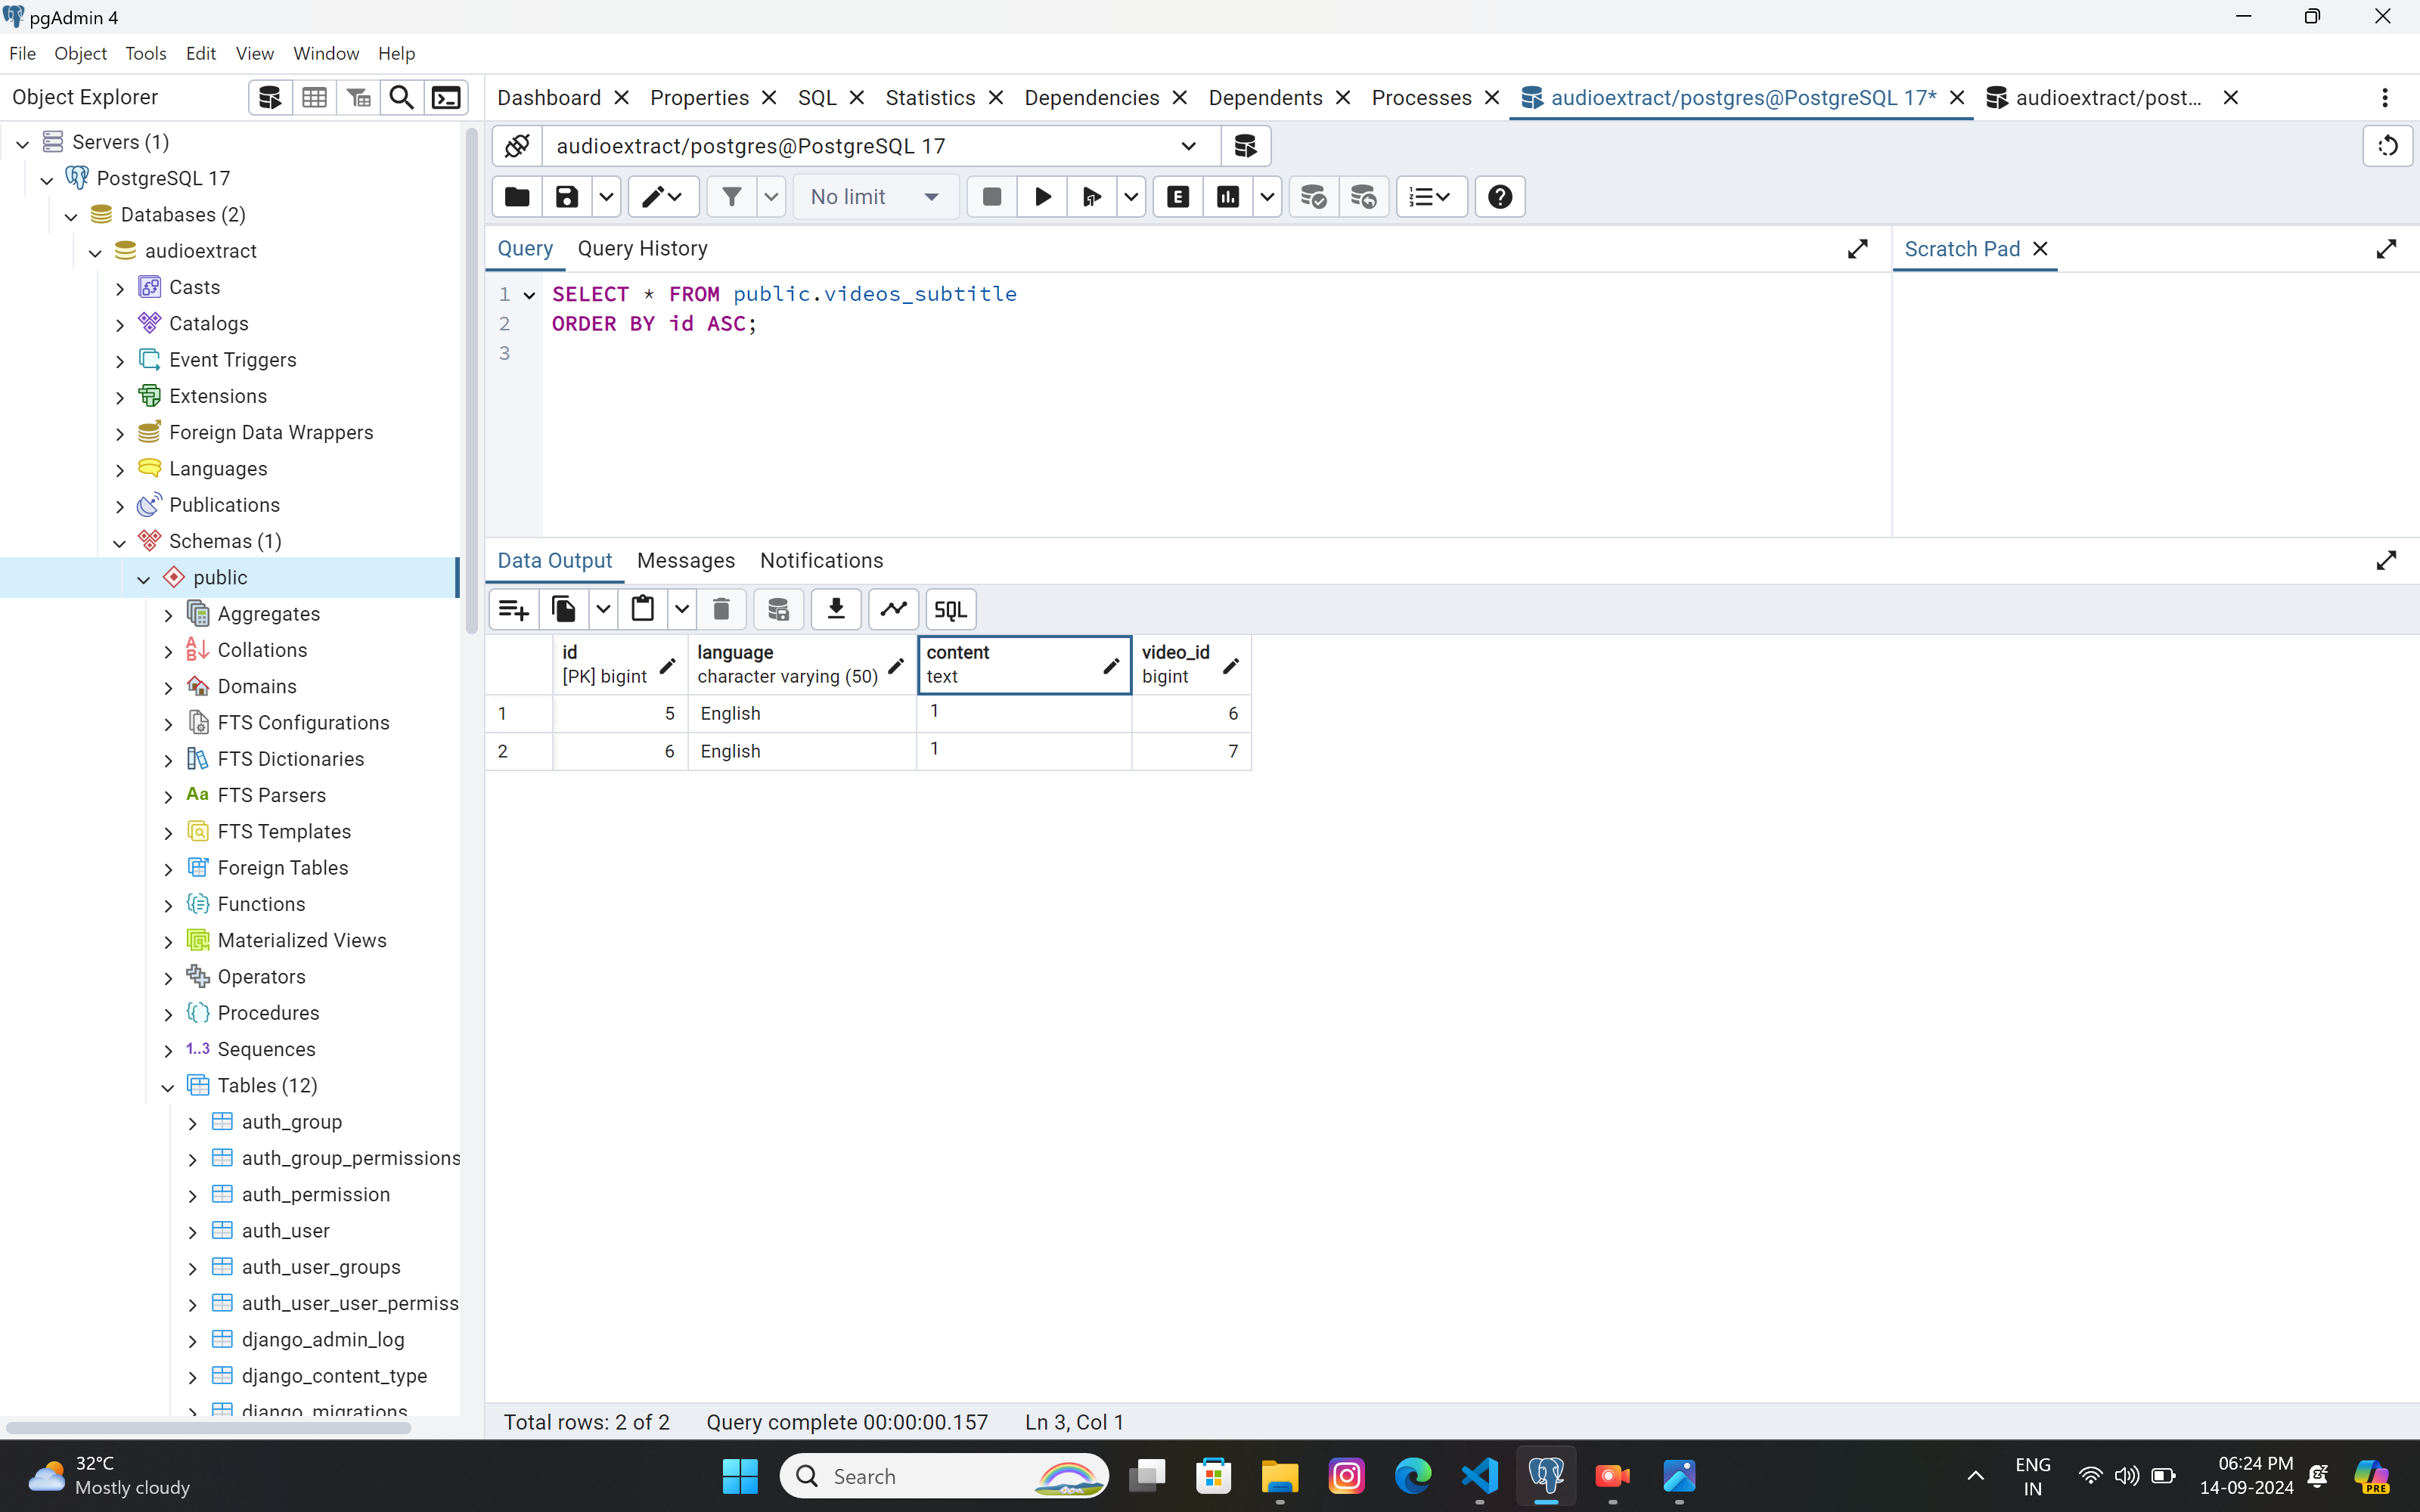 pgAdmin 4
File Object Tools Edit View Window Help
Object Explorer
Dashboard Properties SQL Statistics Dependencies Dependents Processes audioextract/postgres@PostgreSQL 17* audioextract/post...
Servers (1)
PostgreSQL 17
Databases (2)
audioextract
Casts
Catalogs
Event Triggers
Extensions
Foreign Data Wrappers
Languages
Publications
Schemas (1)
public
Aggregates
Collations
Domains
FTS Configurations
FTS Dictionaries
Aa FTS Parsers
FTS Templates
Foreign Tables
Functions
Materialized Views
Operators
Procedures
1..3 Sequences
Tables (12)
auth_group
auth_group_permissions
auth_permission
auth_user
auth_user_groups
auth_user_user_permiss
django_admin_log
django_content_type
django_migrations
audioextract/postgres@PostgreSQL 17
No limit
E
Query Query History
Scratch Pad
1 SELECT * FROM public.videos_subtitle
2 ORDER BY id ASC;
3
Data Output Messages Notifications
SQL
id language content video_id
[PK] bigint character varying (50) text bigint
1 5 English 1 6
2 6 English 1 7
Total rows: 2 of 2 Query complete 00:00:00.157 Ln 3, Col 1
32°C
Mostly cloudy
Search
ENG
IN
06:24 PM
14-09-2024
PRE